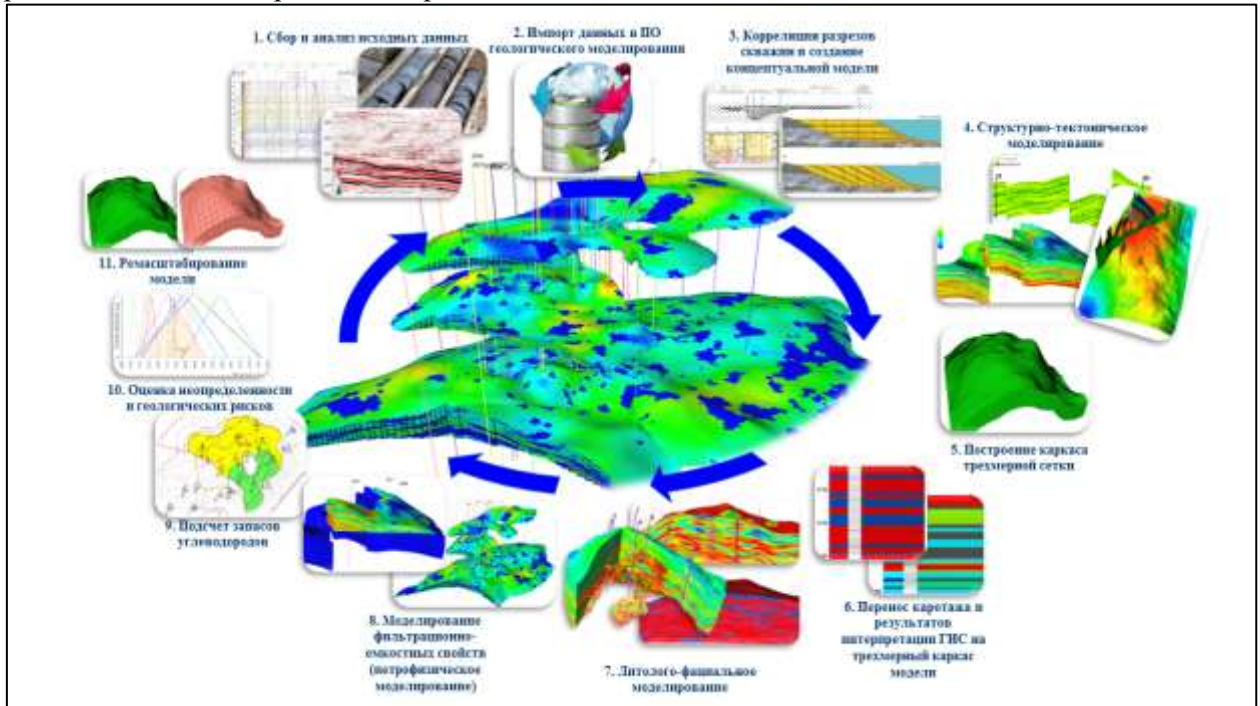 1. Сбор и анализ исходных данных
2. Импорт данных в ПО
геологического моделирования
3. Корреляция разрезов
скважин и создание
концептуальной модели
4. Структурно-тектоническое
моделирование
5. Построение каркаса
трехмерной сетки
6. Перенос каротажа и
результатов
интерпретации ГИС на
трехмерный каркас
модели
7. Литолого-фациальное
моделирование
8. Моделирование
фильтрационно-
емкостных свойств
(петрофизическое
моделирование)
9. Подсчет запасов
углеводородов
10. Оценка неопределенности
и геологических рисков
11. Ремасштабирование
модели